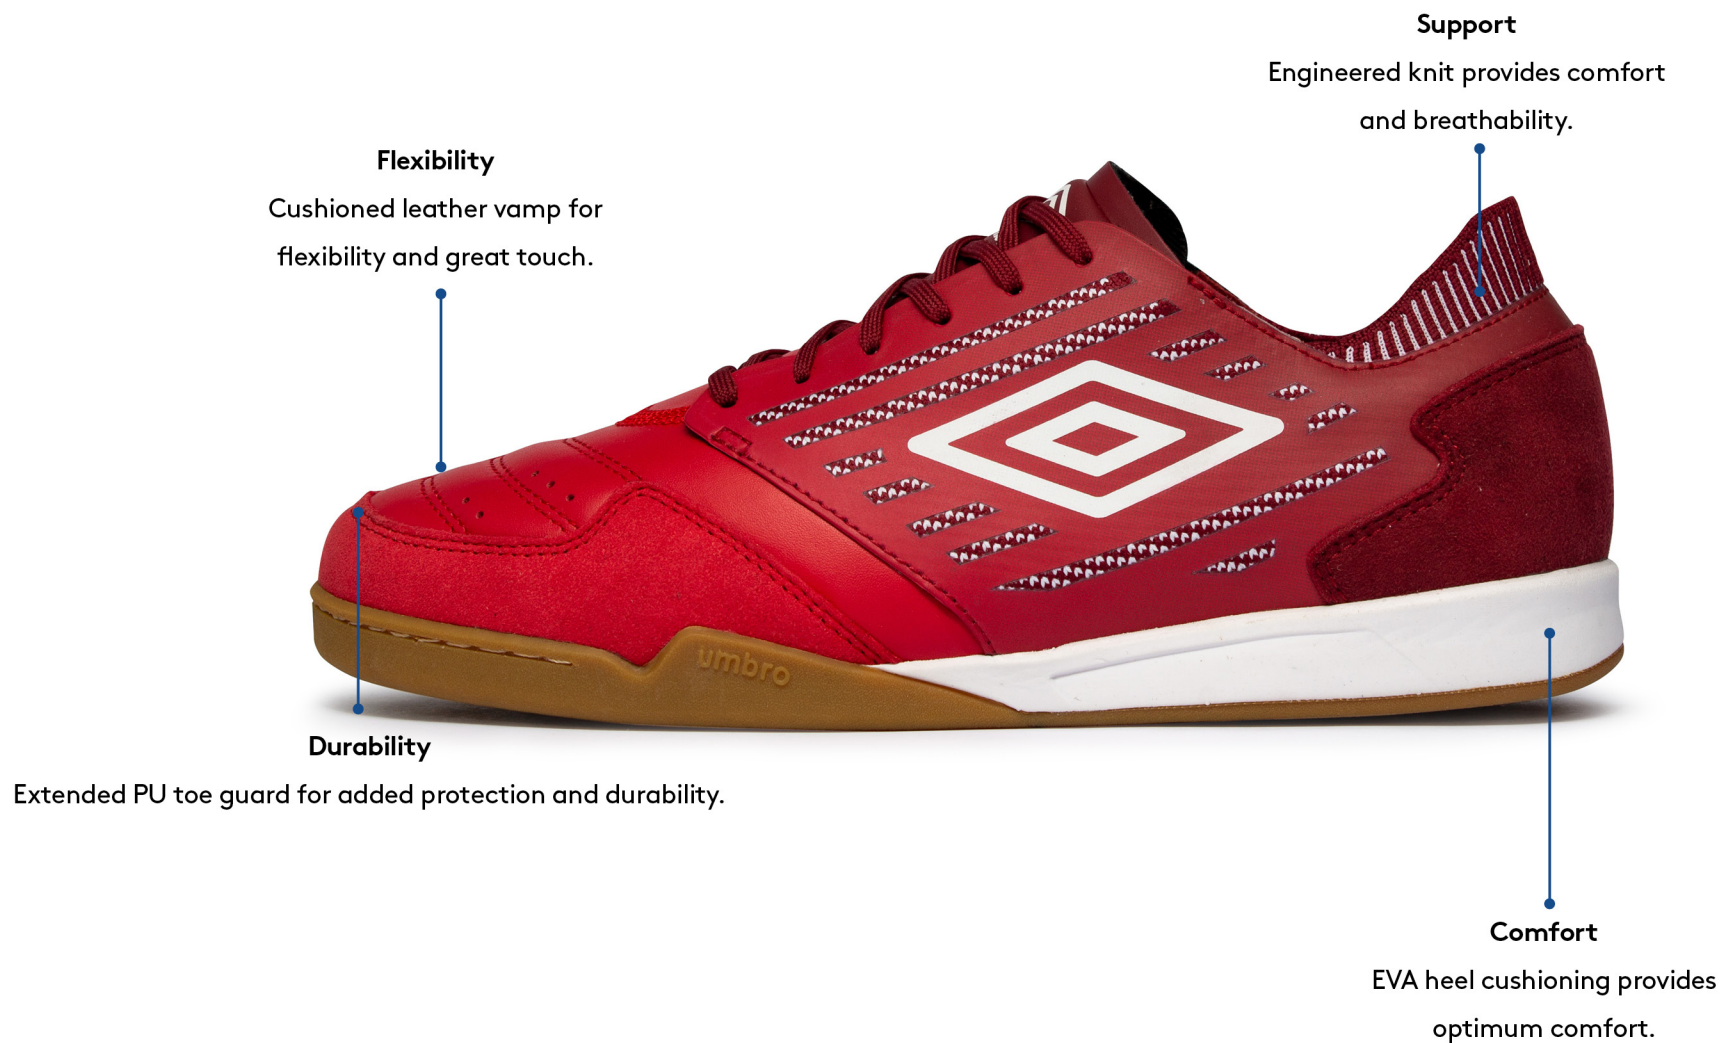 Support
Engineered knit provides comfort
and breathability.
Flexibility
Cushioned leather vamp for
flexibility and great touch.
umbro
Durability
Extended PU toe guard for added protection and durability.
Comfort
EVA heel cushioning provides
optimum comfort.